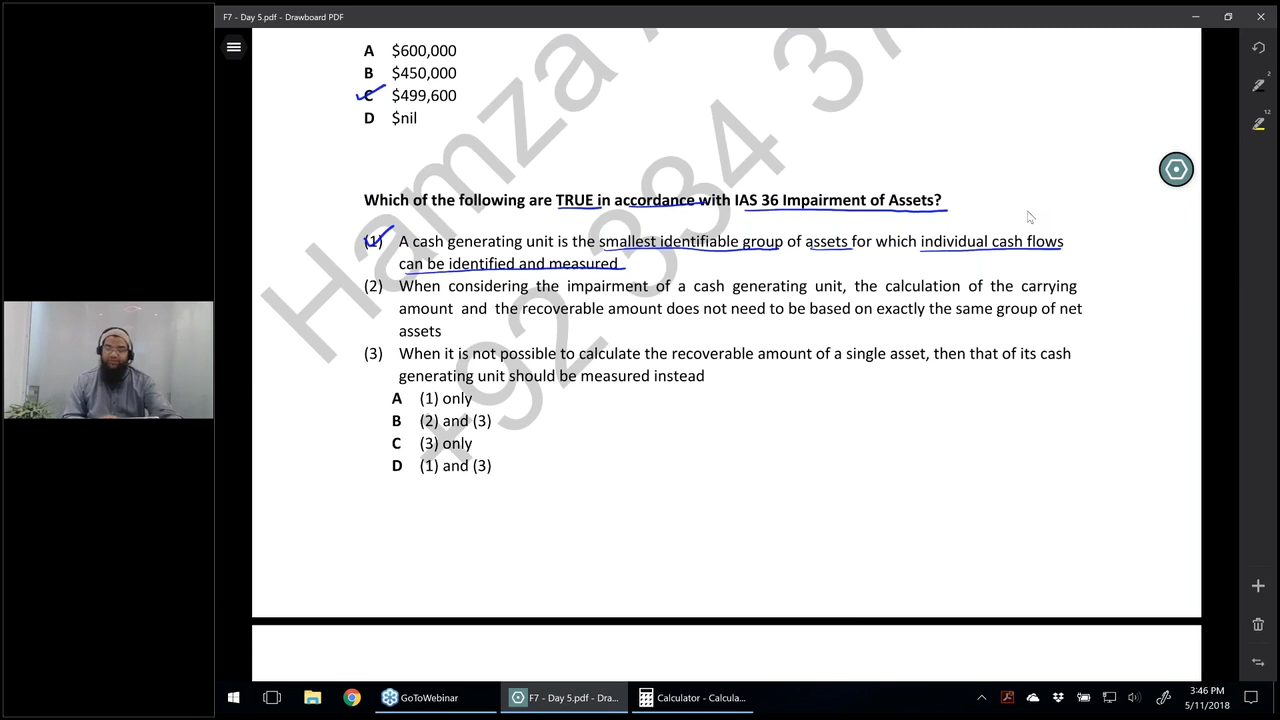 F7 - Day 5.pdf - Drawboard PDF
A $600,000
B $450,000
C $499,600
D $nil
Which of the following are TRUE in accordance with IAS 36 Impairment of Assets?
(1) A cash generating unit is the smallest identifiable group of assets for which individual cash flows
can be identified and measured
(2) When considering the impairment of a cash generating unit, the calculation of the carrying
amount and the recoverable amount does not need to be based on exactly the same group of net
assets
(3) When it is not possible to calculate the recoverable amount of a single asset, then that of its cash
generating unit should be measured instead
A (1) only
B (2) and (3)
C (3) only
D (1) and (3)
Hamza
+92 334 37
2
12
GoToWebinar
F7 - Day 5.pdf - Dra...
Calculator - Calcula...
3:46 PM
5/11/2018